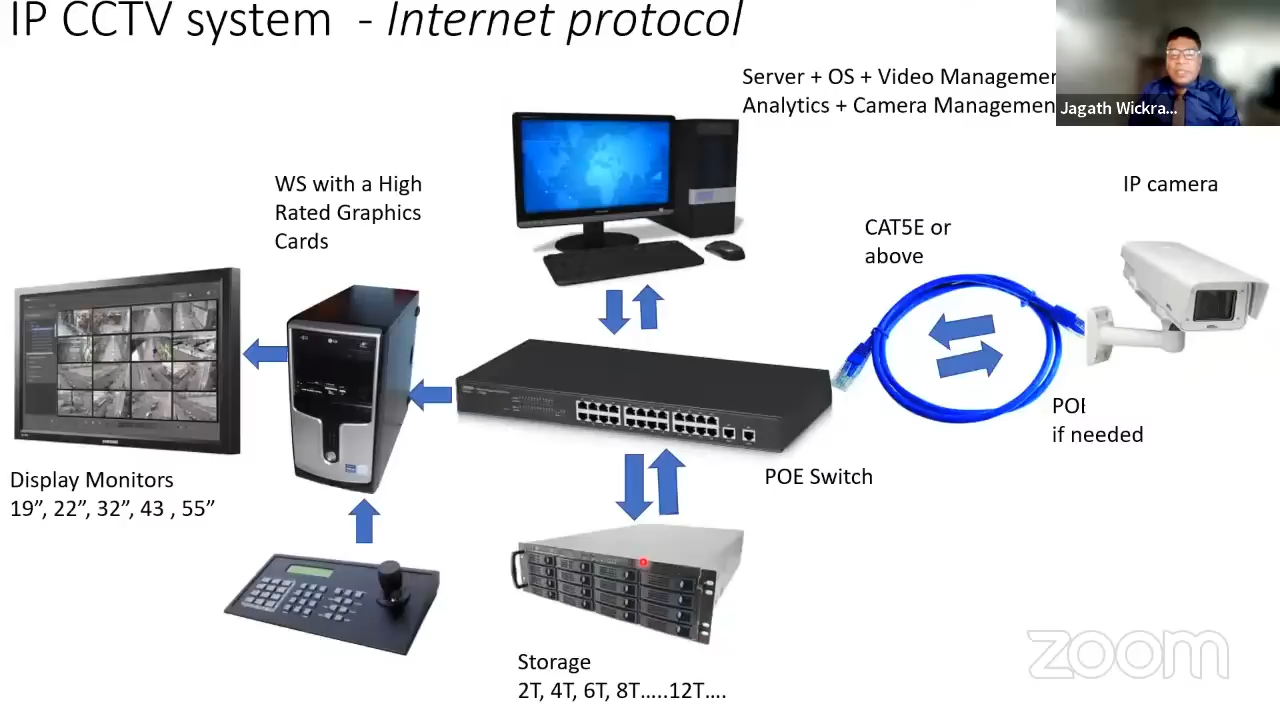 IP CCTV system - Internet protocol
Server + OS + Video Managemen
Analytics + Camera Managemen
Jagath Wickra...
WS with a High
Rated Graphics
Cards
IP camera
CAT5E or
above
POE
if needed
Display Monitors
19”, 22”, 32”, 43 , 55”
POE Switch
Storage
2T, 4T, 6T, 8T…..12T….
zoom